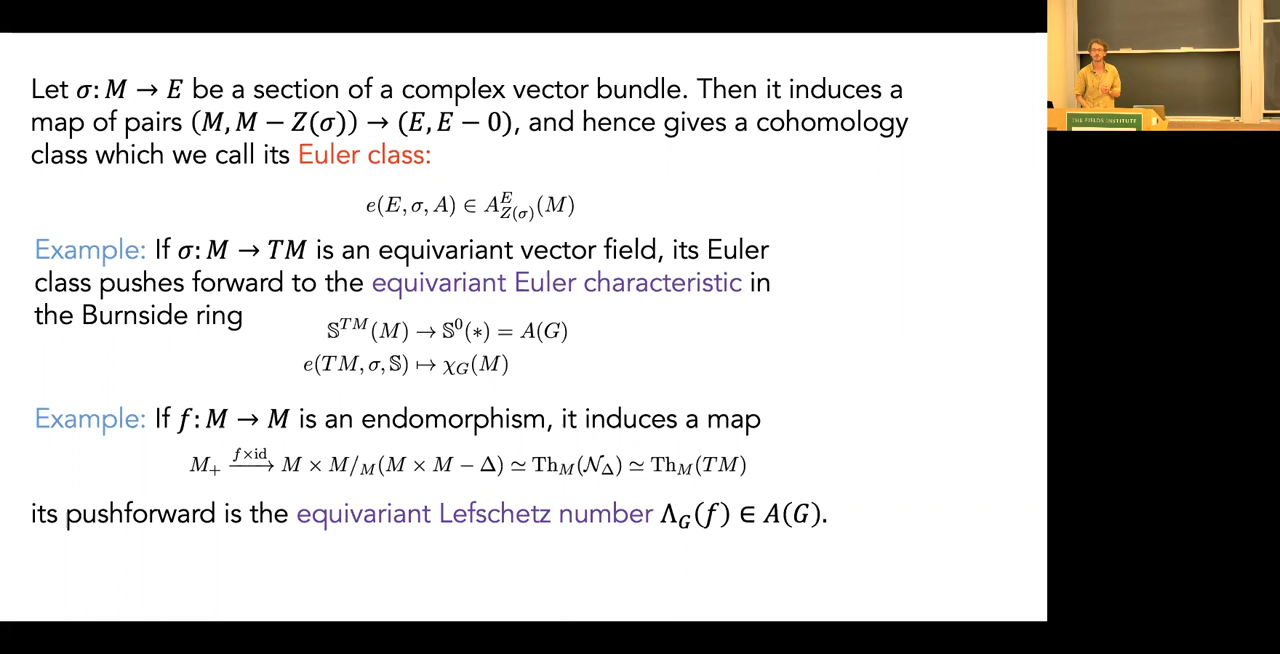 Let σ: M → E be a section of a complex vector bundle. Then it induces a
map of pairs (M, M − Z(σ)) → (E, E − 0), and hence gives a cohomology
class which we call its Euler class:
e(E, σ, A) ∈ A^E_{Z(σ)}(M)
Example: If σ: M → TM is an equivariant vector field, its Euler
class pushes forward to the equivariant Euler characteristic in
the Burnside ring
𝕊^{TM}(M) → 𝕊^0(*) = A(G)
e(TM, σ, 𝕊) ↦ χ_G(M)
Example: If f: M → M is an endomorphism, it induces a map
M_+ —f×id→ M × M/_M(M × M − Δ) ≃ Th_M(𝒩_Δ) ≃ Th_M(TM)
its pushforward is the equivariant Lefschetz number Λ_G(f) ∈ A(G).
THE FIELDS INSTITUTE